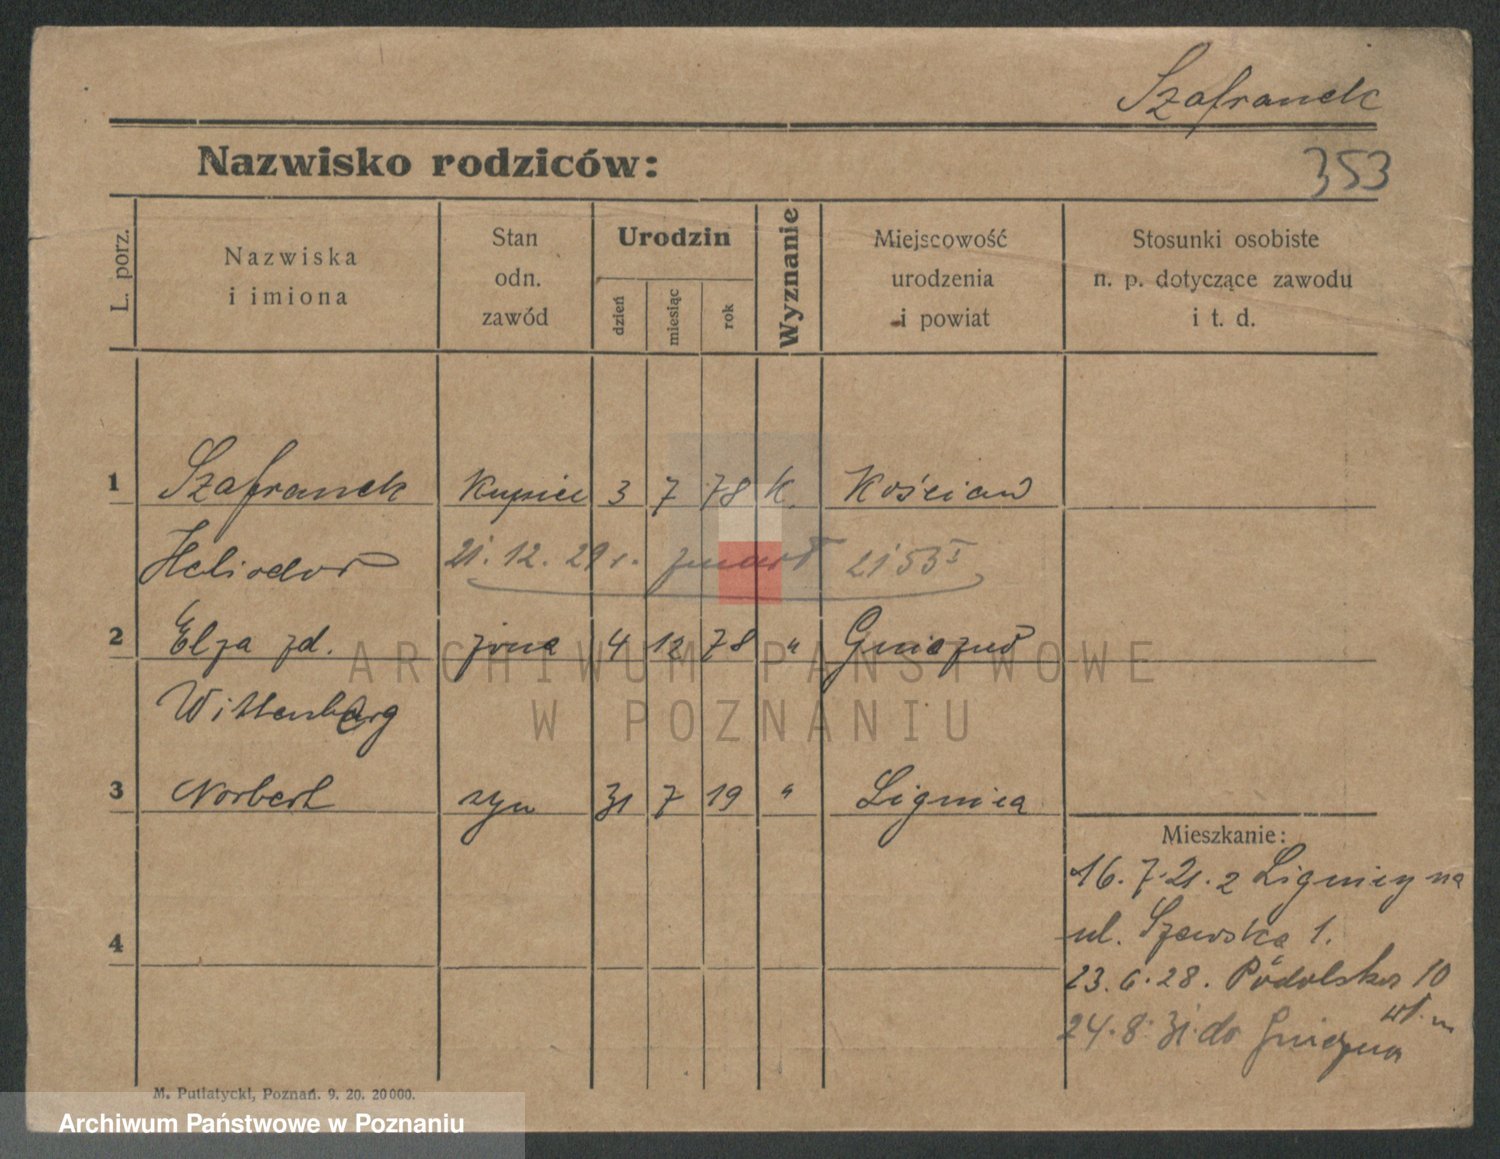 Szafranek
Nazwisko rodziców:
353
L. porz.
Nazwiska
i imiona
Stan
odn.
zawód
Urodzin
dzień
miesiąc
rok
Wyznanie
Miejscowość
urodzenia
i powiat
Stosunki osobiste
n. p. dotyczące zawodu
i t. d.
1 Szafranek Kupiec 3 7 78 K. Kościan
Heliodor 21. 12. 29 r. zmarł 2153 I
2 Elza zd. żona 4 12 78 " Gniezno
Wittenberg
3 Norbert syn 31 7 19 " Lignica
Mieszkanie:
16. 7. 21. z Lignicy na
ul. Szewska 1.
4
23. 6. 28. Podolska 10
wł. m
24. 8. 31. do Gniezna
M. Putiatycki, Poznań. 9. 20. 20000.
ARCHIWUM PAŃSTWOWE
W POZNANIU
Archiwum Państwowe w Poznaniu